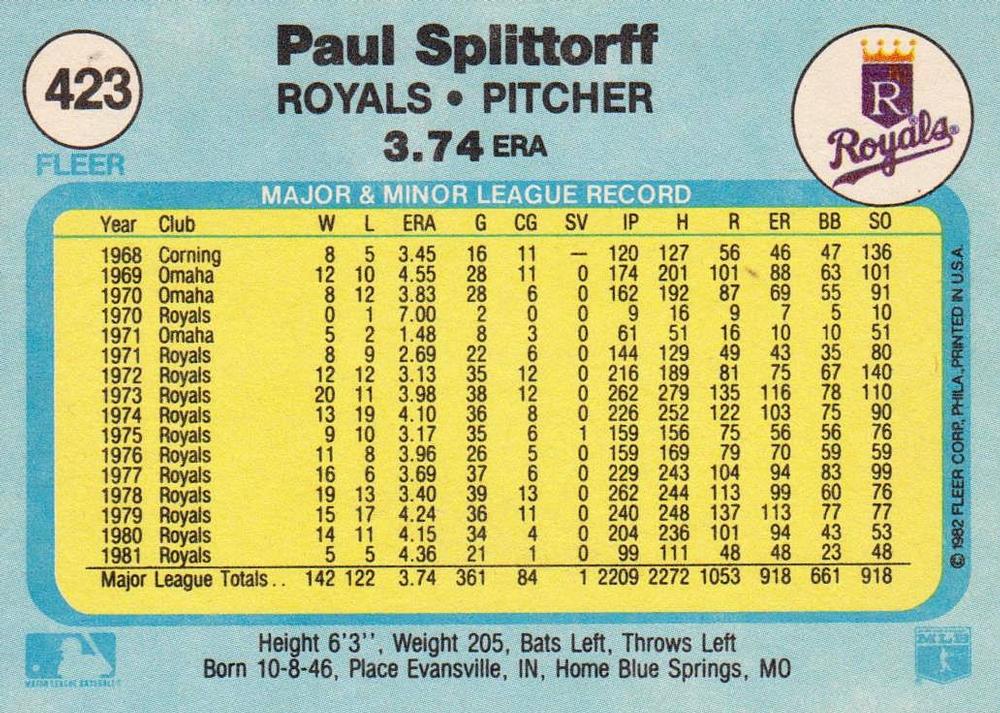 423
FLEER
Paul Splittorff
ROYALS • PITCHER
3.74 ERA
R
Royals
MAJOR & MINOR LEAGUE RECORD
Year Club W L ERA G CG SV IP H R ER BB SO
1968 Corning 8 5 3.45 16 11 — 120 127 56 46 47 136
1969 Omaha 12 10 4.55 28 11 0 174 201 101 88 63 101
1970 Omaha 8 12 3.83 28 6 0 162 192 87 69 55 91
1970 Royals 0 1 7.00 2 0 0 9 16 9 7 5 10
1971 Omaha 5 2 1.48 8 3 0 61 51 16 10 10 51
1971 Royals 8 9 2.69 22 6 0 144 129 49 43 35 80
1972 Royals 12 12 3.13 35 12 0 216 189 81 75 67 140
1973 Royals 20 11 3.98 38 12 0 262 279 135 116 78 110
1974 Royals 13 19 4.10 36 8 0 226 252 122 103 75 90
1975 Royals 9 10 3.17 35 6 1 159 156 75 56 56 76
1976 Royals 11 8 3.96 26 5 0 159 169 79 70 59 59
1977 Royals 16 6 3.69 37 6 0 229 243 104 94 83 99
1978 Royals 19 13 3.40 39 13 0 262 244 113 99 60 76
1979 Royals 15 17 4.24 36 11 0 240 248 137 113 77 77
1980 Royals 14 11 4.15 34 4 0 204 236 101 94 43 53
1981 Royals 5 5 4.36 21 1 0 99 111 48 48 23 48
Major League Totals.. 142 122 3.74 361 84 1 2209 2272 1053 918 661 918
© 1982 FLEER CORP., PHILA., PRINTED IN U.S.A.
Height 6'3'', Weight 205, Bats Left, Throws Left
Born 10-8-46, Place Evansville, IN, Home Blue Springs, MO
MAJOR LEAGUE BASEBALL
MLB